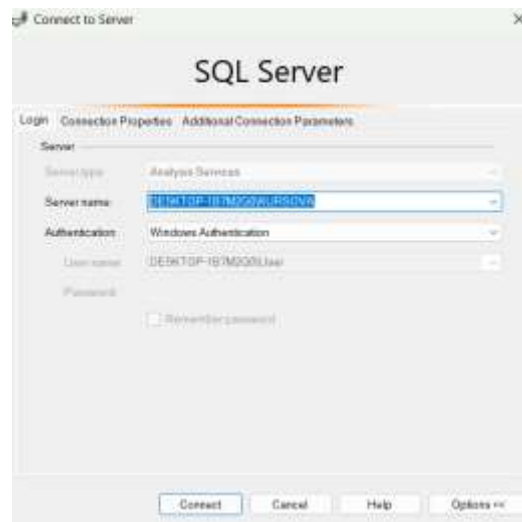 Connect to Server
SQL Server
Login Connection Properties Additional Connection Parameters
Server
Server type: Analysis Services
Server name:
Authentication: Windows Authentication
User name:
Password:
Remember password
Connect Cancel Help Options <<